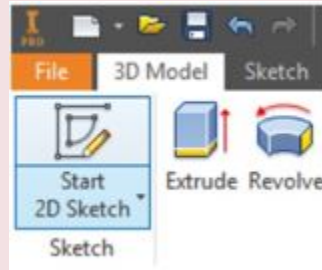 PRO
File 3D Model Sketch
Start
2D Sketch
Extrude Revolve
Sketch